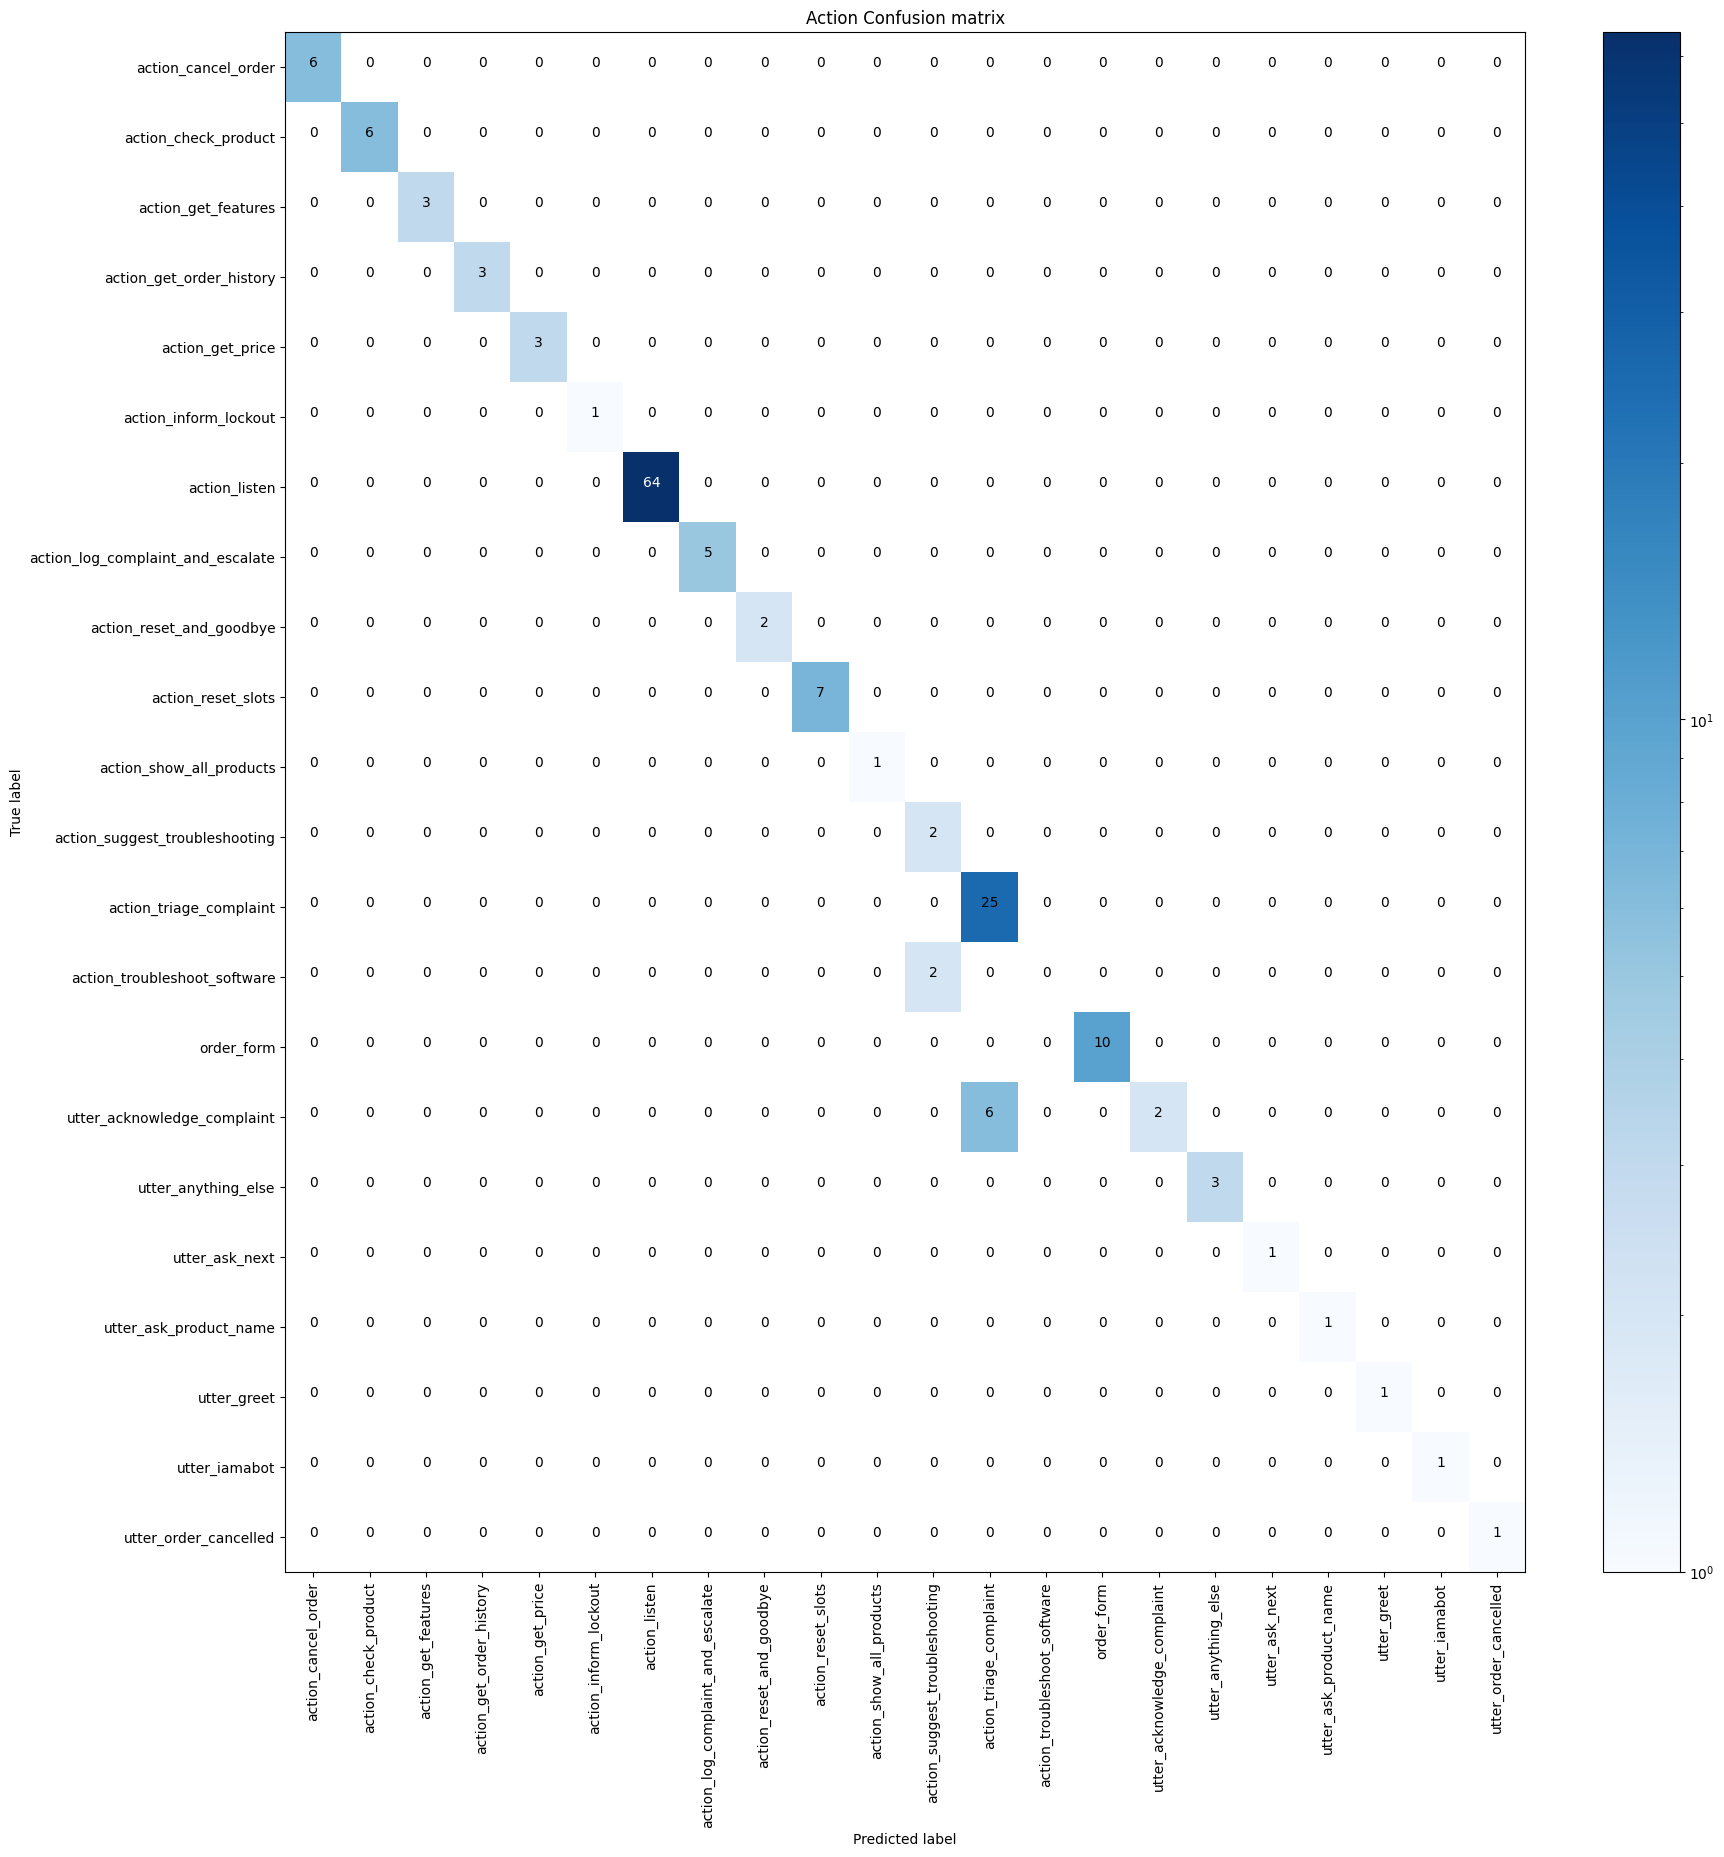 Action Confusion matrix
action_cancel_order 6 0 0 0 0 0 0 0 0 0 0 0 0 0 0 0 0 0 0 0 0 0
action_check_product 0 6 0 0 0 0 0 0 0 0 0 0 0 0 0 0 0 0 0 0 0 0
action_get_features 0 0 3 0 0 0 0 0 0 0 0 0 0 0 0 0 0 0 0 0 0 0
action_get_order_history 0 0 0 3 0 0 0 0 0 0 0 0 0 0 0 0 0 0 0 0 0 0
action_get_price 0 0 0 0 3 0 0 0 0 0 0 0 0 0 0 0 0 0 0 0 0 0
action_inform_lockout 0 0 0 0 0 1 0 0 0 0 0 0 0 0 0 0 0 0 0 0 0 0
action_listen 0 0 0 0 0 0 64 0 0 0 0 0 0 0 0 0 0 0 0 0 0 0
action_log_complaint_and_escalate 0 0 0 0 0 0 0 5 0 0 0 0 0 0 0 0 0 0 0 0 0 0
action_reset_and_goodbye 0 0 0 0 0 0 0 0 2 0 0 0 0 0 0 0 0 0 0 0 0 0
action_reset_slots 0 0 0 0 0 0 0 0 0 7 0 0 0 0 0 0 0 0 0 0 0 0
10¹
action_show_all_products 0 0 0 0 0 0 0 0 0 0 1 0 0 0 0 0 0 0 0 0 0 0
True label
action_suggest_troubleshooting 0 0 0 0 0 0 0 0 0 0 0 2 0 0 0 0 0 0 0 0 0 0
action_triage_complaint 0 0 0 0 0 0 0 0 0 0 0 0 25 0 0 0 0 0 0 0 0 0
action_troubleshoot_software 0 0 0 0 0 0 0 0 0 0 0 2 0 0 0 0 0 0 0 0 0 0
order_form 0 0 0 0 0 0 0 0 0 0 0 0 0 0 10 0 0 0 0 0 0 0
utter_acknowledge_complaint 0 0 0 0 0 0 0 0 0 0 0 0 6 0 0 2 0 0 0 0 0 0
utter_anything_else 0 0 0 0 0 0 0 0 0 0 0 0 0 0 0 0 3 0 0 0 0 0
utter_ask_next 0 0 0 0 0 0 0 0 0 0 0 0 0 0 0 0 0 1 0 0 0 0
utter_ask_product_name 0 0 0 0 0 0 0 0 0 0 0 0 0 0 0 0 0 0 1 0 0 0
utter_greet 0 0 0 0 0 0 0 0 0 0 0 0 0 0 0 0 0 0 0 1 0 0
utter_iamabot 0 0 0 0 0 0 0 0 0 0 0 0 0 0 0 0 0 0 0 0 1 0
utter_order_cancelled 0 0 0 0 0 0 0 0 0 0 0 0 0 0 0 0 0 0 0 0 0 1
10⁰
action_cancel_order
action_check_product
action_get_features
action_get_order_history
action_get_price
action_inform_lockout
action_listen
action_log_complaint_and_escalate
action_reset_and_goodbye
action_reset_slots
action_show_all_products
action_suggest_troubleshooting
action_triage_complaint
action_troubleshoot_software
order_form
utter_acknowledge_complaint
utter_anything_else
utter_ask_next
utter_ask_product_name
utter_greet
utter_iamabot
utter_order_cancelled
Predicted label